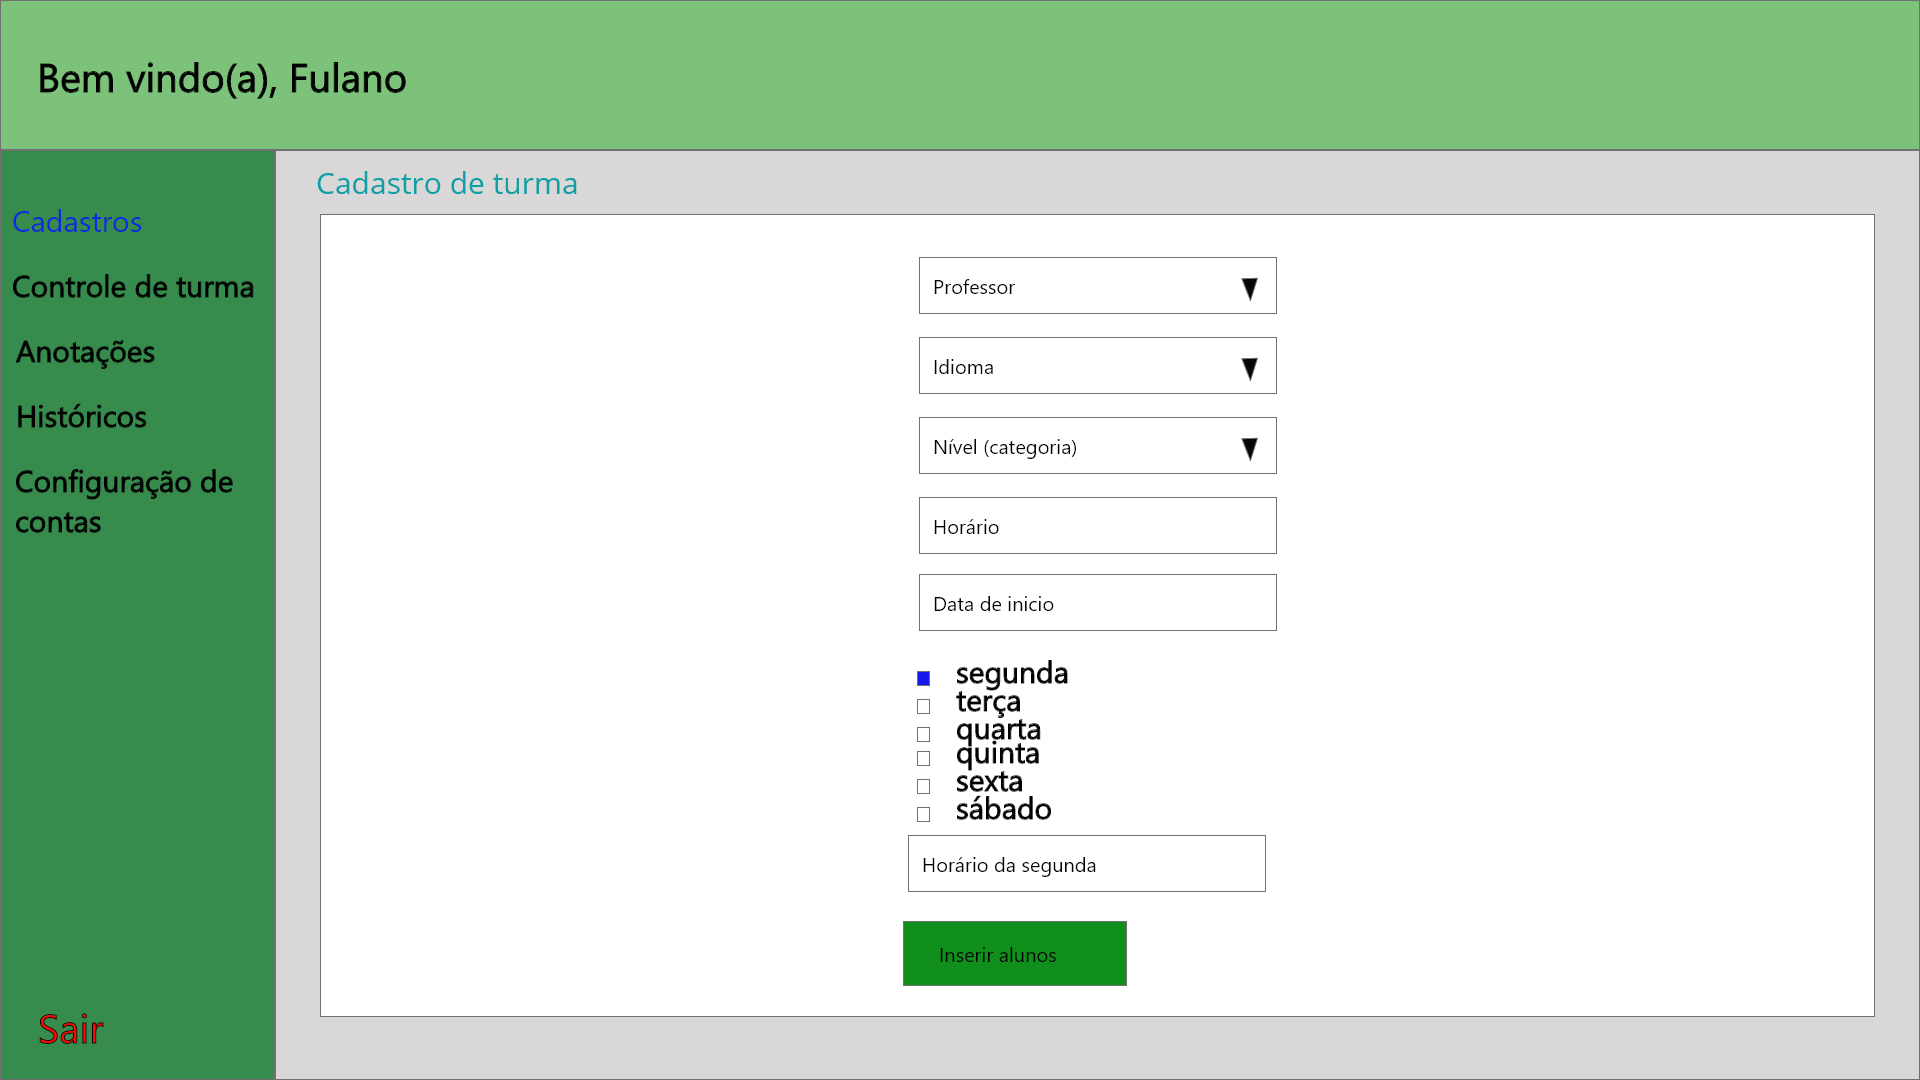 Bem vindo(a), Fulano
Cadastro de turma
Cadastros
Controle de turma
Anotações
Históricos
Configuração de
contas
Sair
Professor
Idioma
Nível (categoria)
Horário
Data de inicio
segunda
terça
quarta
quinta
sexta
sábado
Horário da segunda
Inserir alunos